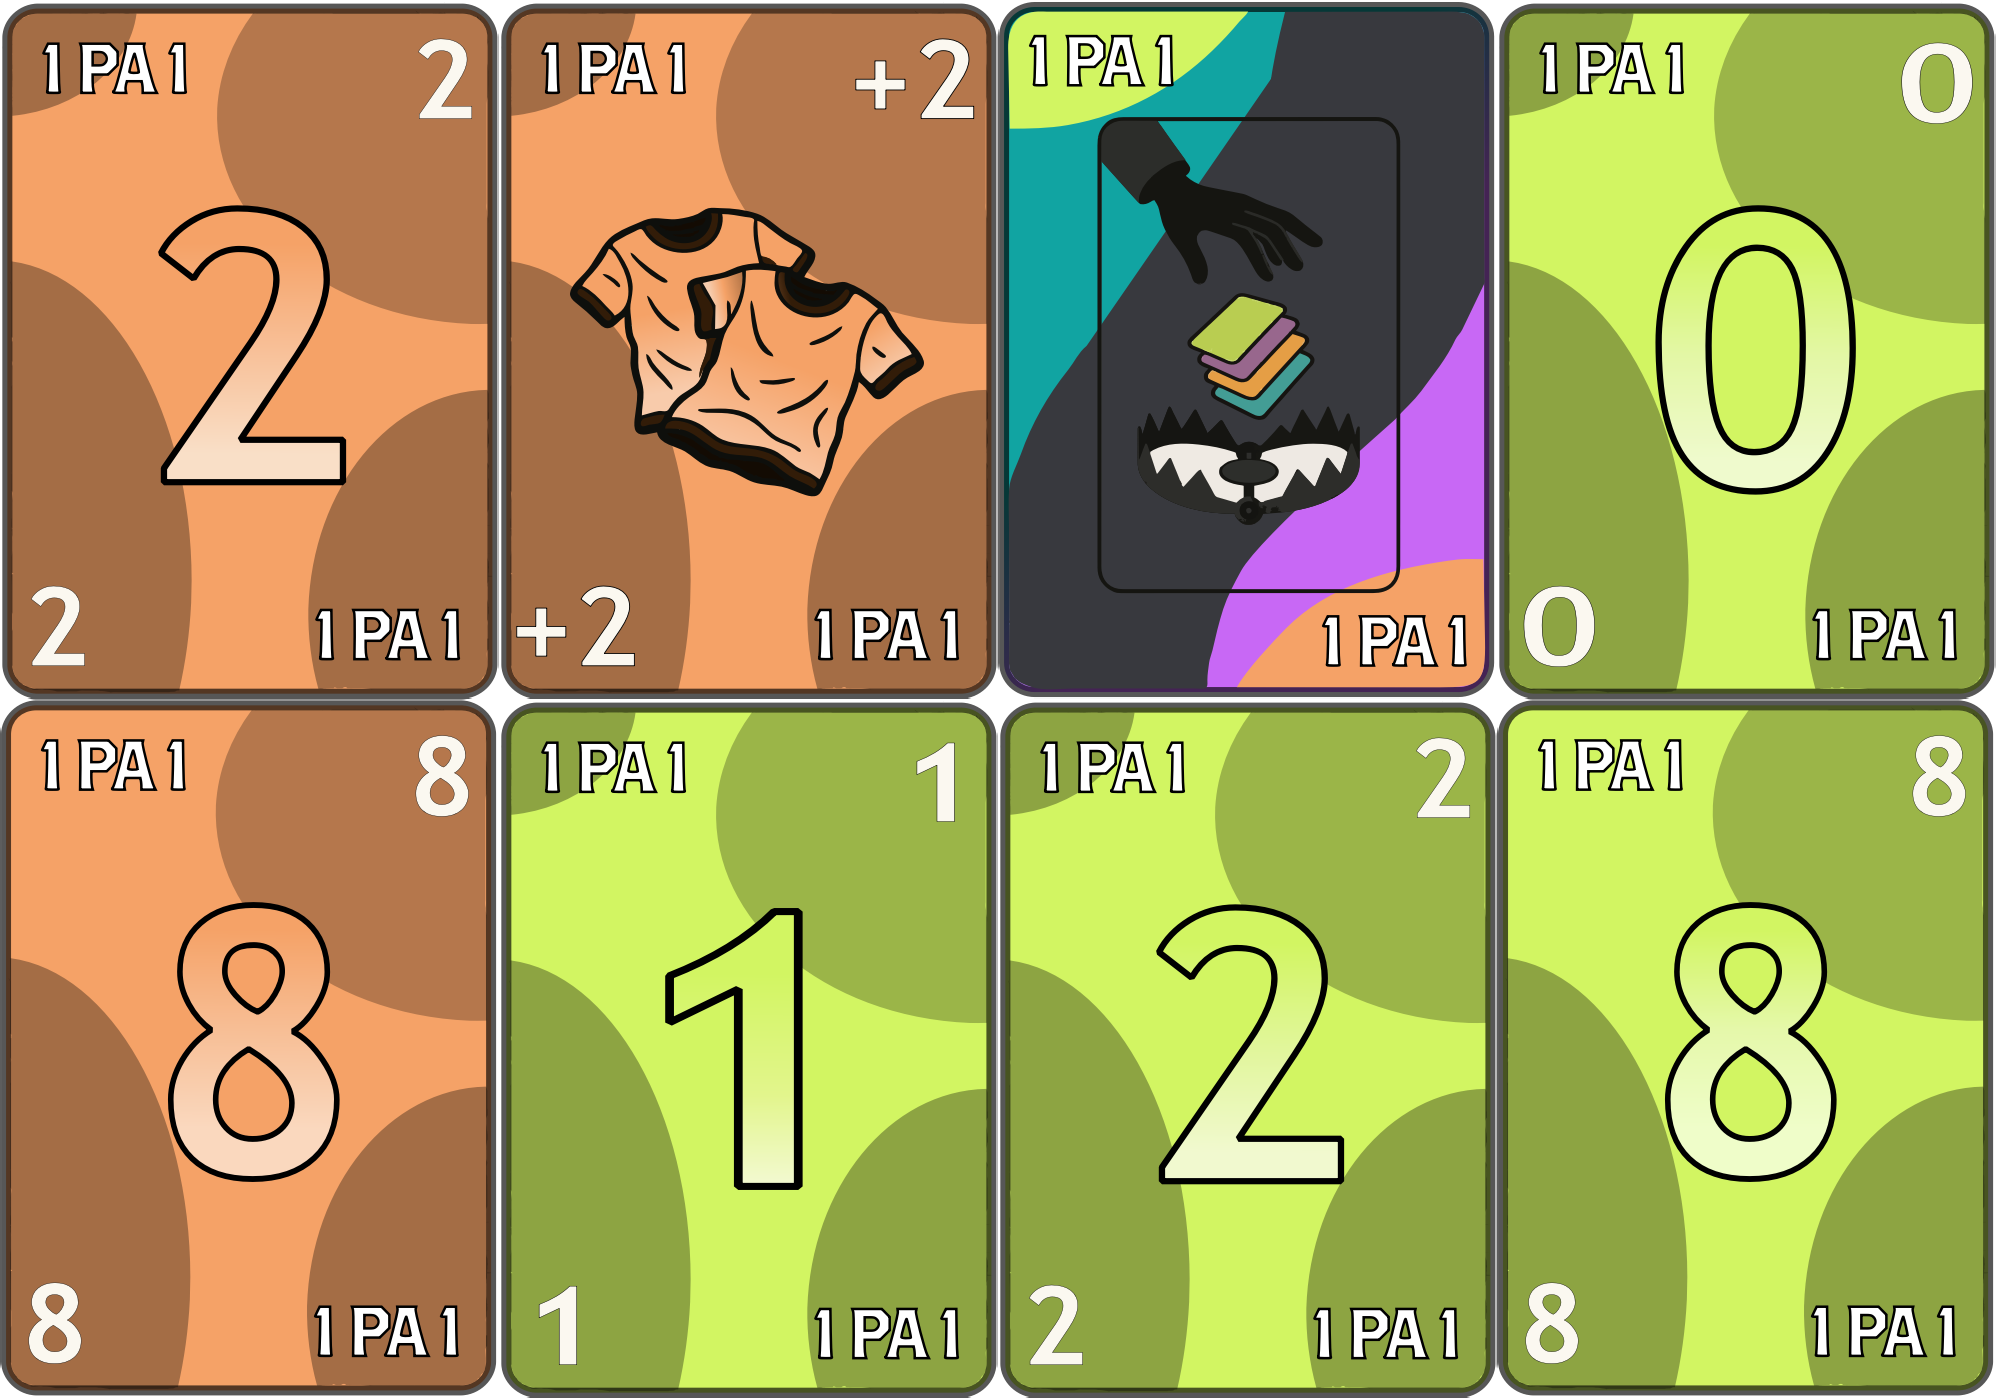 1 PA 1 2
2
2 1 PA 1
1 PA 1 +2
+2 1 PA 1
1 PA 1
1 PA 1
1 PA 1 0
0
0 1 PA 1
1 PA 1 8
8
8 1 PA 1
1 PA 1 1
1
1 1 PA 1
1 PA 1 2
2
2 1 PA 1
1 PA 1 8
8
8 1 PA 1